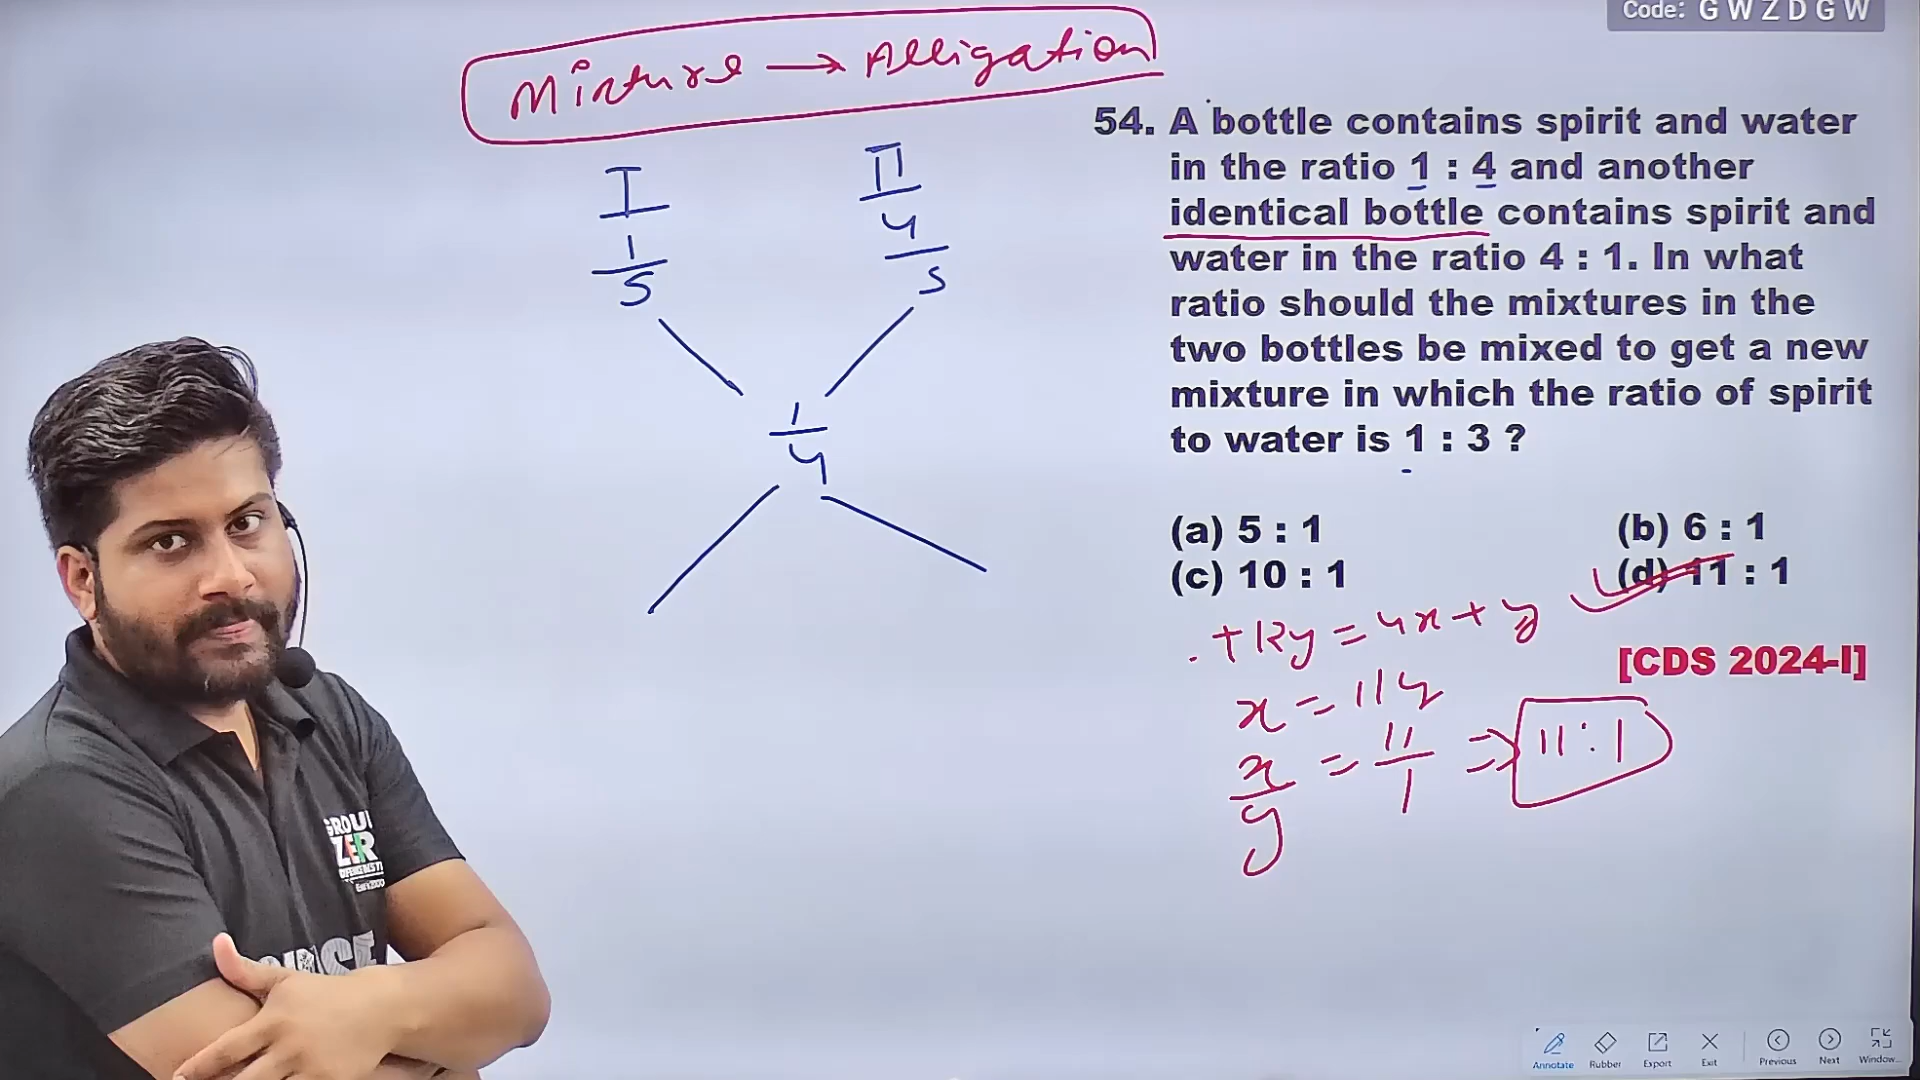 Code: G W Z D G W
Mixture → Alligation
I
II
1/5
4/5
1/4
54. A bottle contains spirit and water
in the ratio 1 : 4 and another
identical bottle contains spirit and
water in the ratio 4 : 1. In what
ratio should the mixtures in the
two bottles be mixed to get a new
mixture in which the ratio of spirit
to water is 1 : 3 ?
(a) 5 : 1
(b) 6 : 1
(c) 10 : 1
(d) 11 : 1
+ 12y = 4x + y
[CDS 2024-I]
x = 11y
x/y = 11/1 ⇒ 11 : 1
Annotate
Rubber
Export
Exit
Previous
Next
Window...